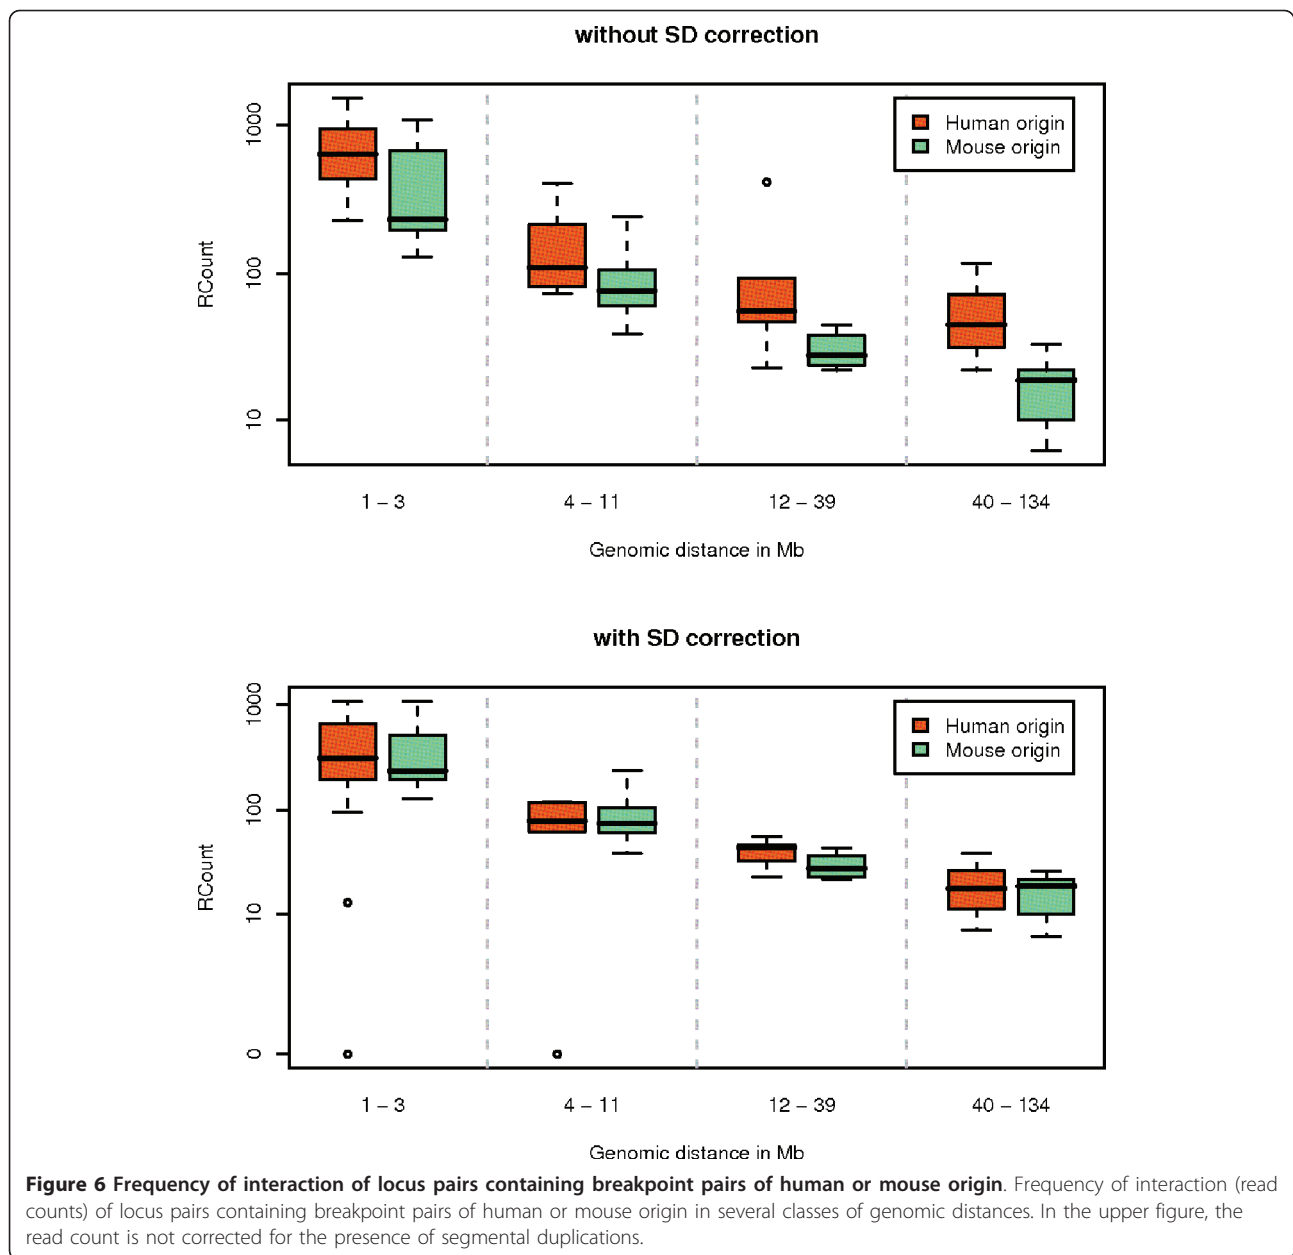 without SD correction
1000
100
10
RCount
Human origin
Mouse origin
1 – 3
4 – 11
12 – 39
40 – 134
Genomic distance in Mb
with SD correction
1000
100
10
0
RCount
Human origin
Mouse origin
1 – 3
4 – 11
12 – 39
40 – 134
Genomic distance in Mb
Figure 6 Frequency of interaction of locus pairs containing breakpoint pairs of human or mouse origin. Frequency of interaction (read
counts) of locus pairs containing breakpoint pairs of human or mouse origin in several classes of genomic distances. In the upper figure, the
read count is not corrected for the presence of segmental duplications.